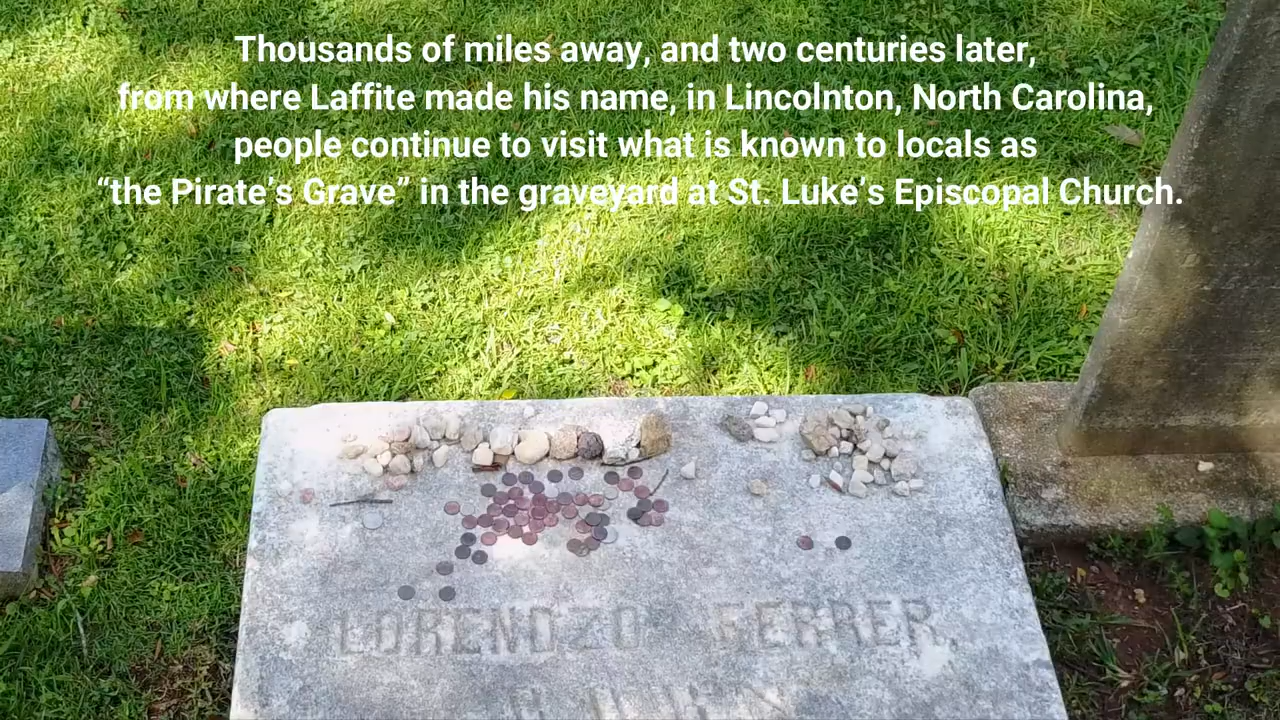 Thousands of miles away, and two centuries later,
from where Laffite made his name, in Lincolnton, North Carolina,
people continue to visit what is known to locals as
“the Pirate’s Grave” in the graveyard at St. Luke’s Episcopal Church.
LORENDZO FERRER.